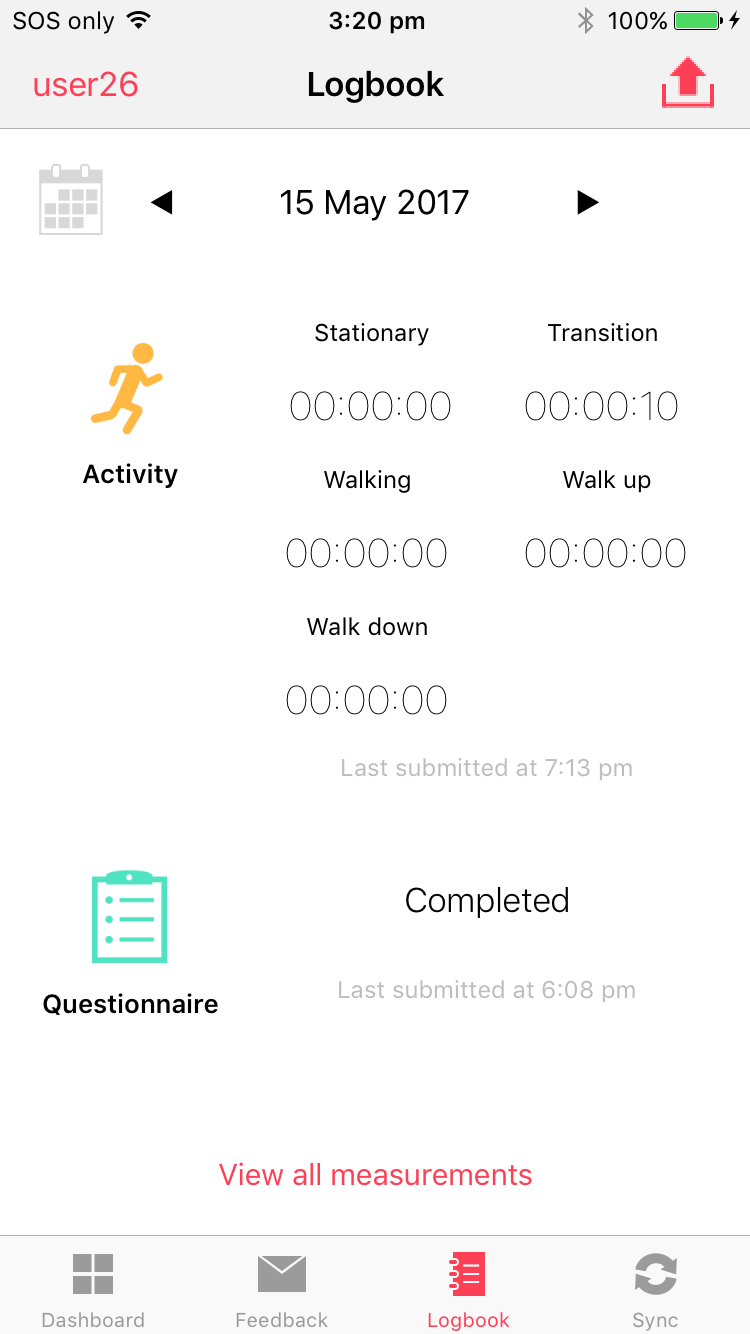 SOS only 3:20 pm 100%
user26 Logbook
15 May 2017
Stationary Transition
00:00:00 00:00:10
Activity
Walking Walk up
00:00:00 00:00:00
Walk down
00:00:00
Last submitted at 7:13 pm
Completed
Questionnaire
Last submitted at 6:08 pm
View all measurements
Dashboard Feedback Logbook Sync